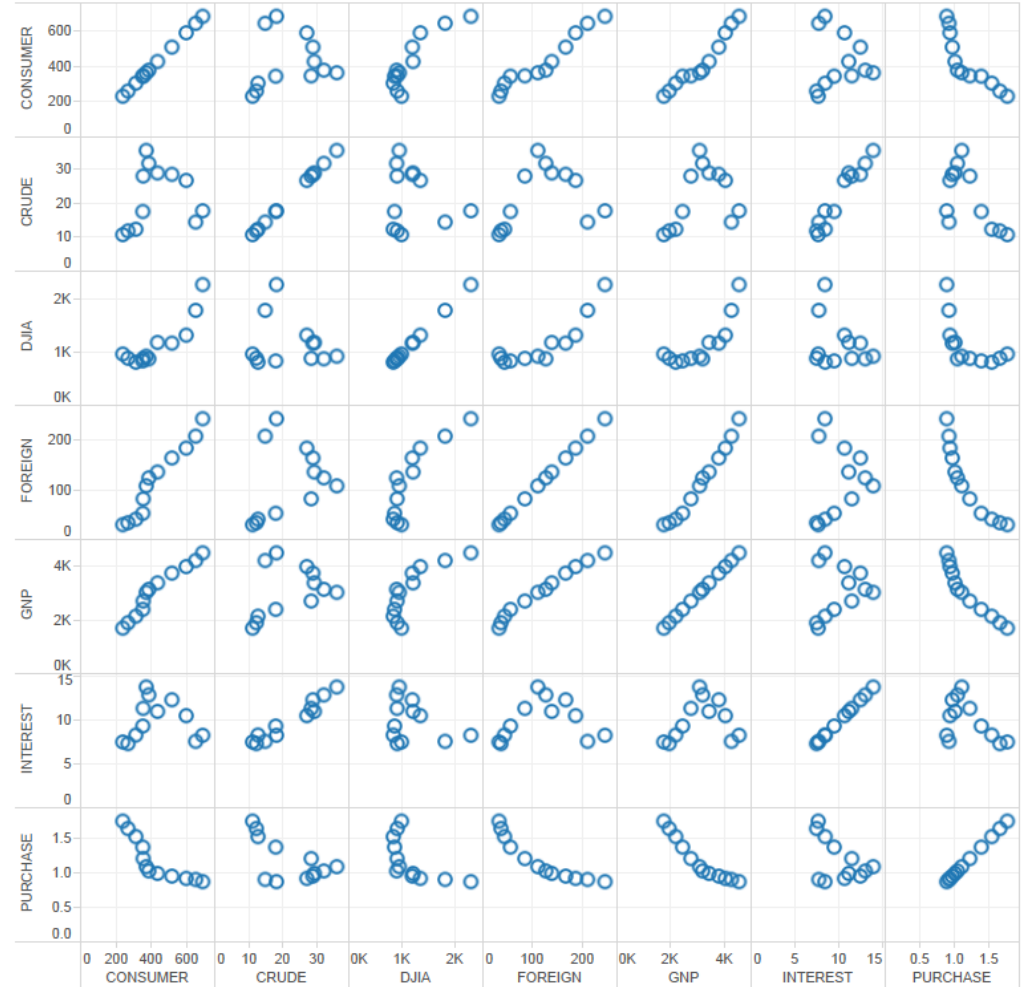 CONSUMER
600
400
200
0
CRUDE
30
20
10
0
DJIA
2K
1K
0K
FOREIGN
200
100
0
GNP
4K
2K
0K
INTEREST
15
10
5
0
PURCHASE
1.5
1.0
0.5
0.0
0 200 400 600 0 10 20 30 0K 1K 2K 0 100 200 0K 2K 4K 0 5 10 15 0.5 1.0 1.5
CONSUMER CRUDE DJIA FOREIGN GNP INTEREST PURCHASE